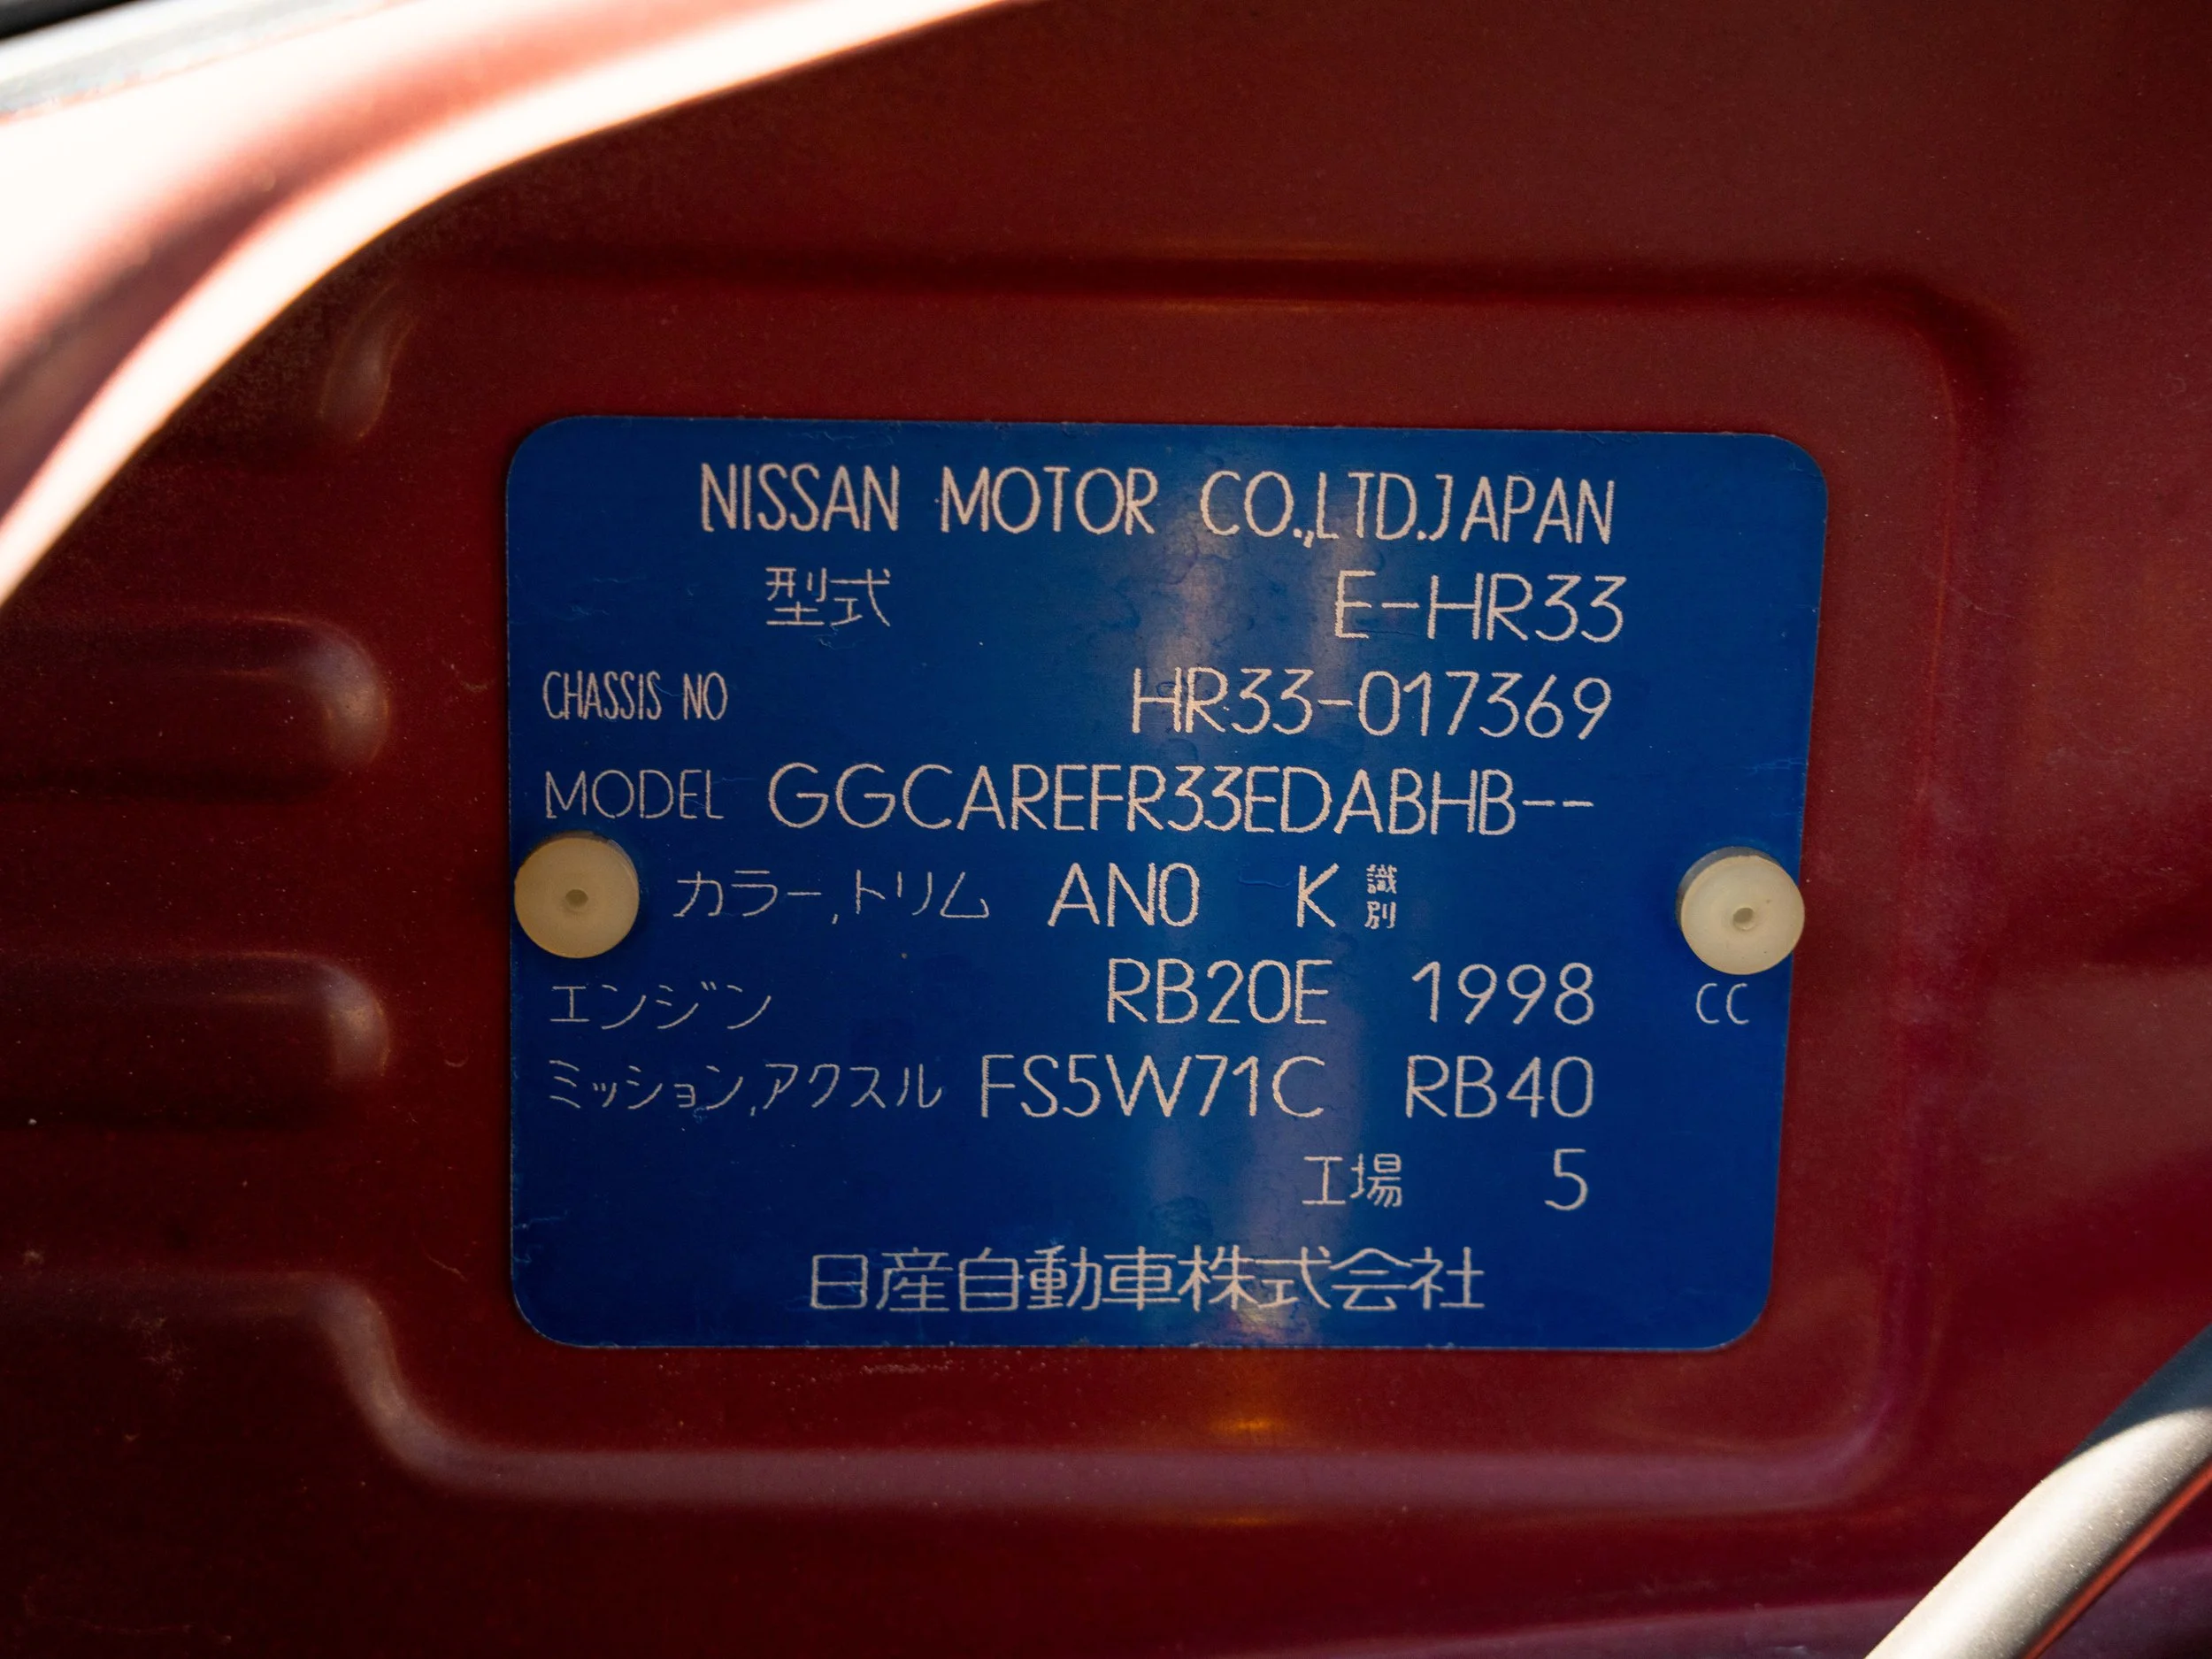 NISSAN MOTOR CO.,LTD.JAPAN
型式 E-HR33
CHASSIS NO HR33-017369
MODEL GGCAREFR33EDABHB--
カラー,トリム AN0 K 識別
エンジン RB20E 1998 CC
ミッション,アクスル FS5W71C RB40
工場 5
日産自動車株式会社